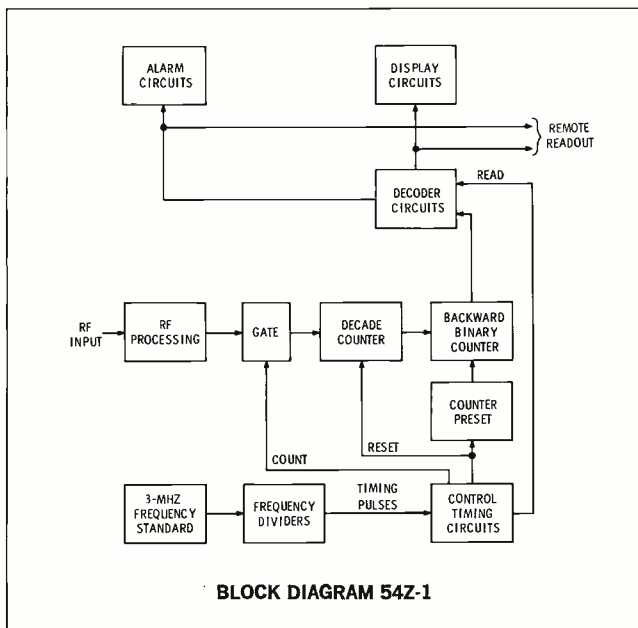 ALARM
CIRCUITS
DISPLAY
CIRCUITS
REMOTE
READOUT
READ
DECODER
CIRCUITS
RF
INPUT
RF
PROCESSING
GATE
DECADE
COUNTER
BACKWARD
BINARY
COUNTER
COUNTER
PRESET
RESET
COUNT
3-MHZ
FREQUENCY
STANDARD
FREQUENCY
DIVIDERS
TIMING
PULSES
CONTROL
TIMING
CIRCUITS
BLOCK DIAGRAM 54Z-1